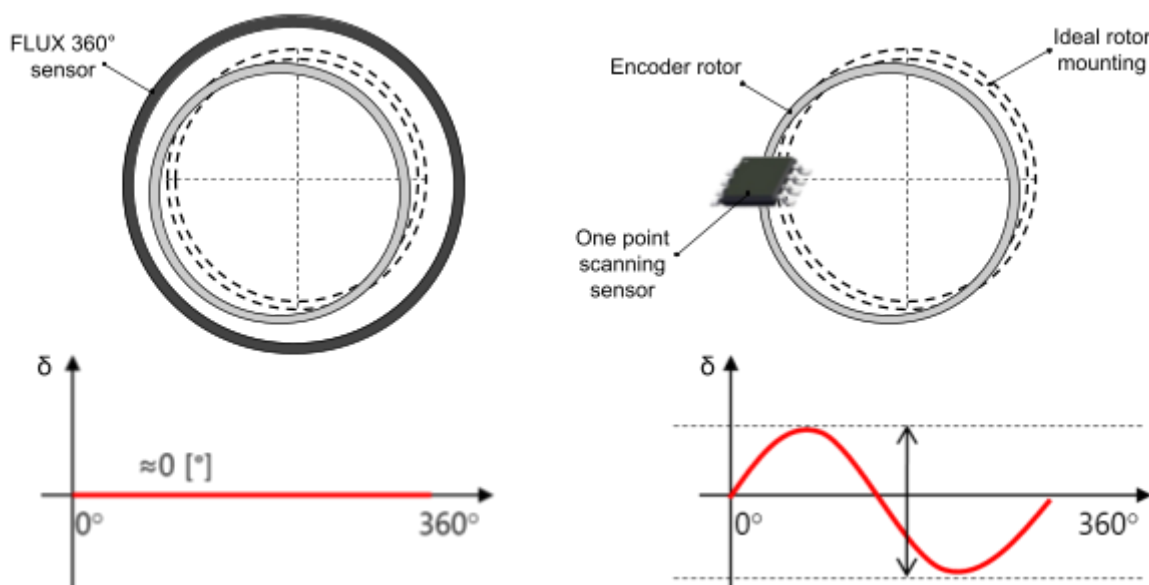 FLUX 360°
sensor
Encoder rotor
Ideal rotor
mounting
One point
scanning
sensor
δ
≈0 [°]
0°
360°
δ
0°
360°